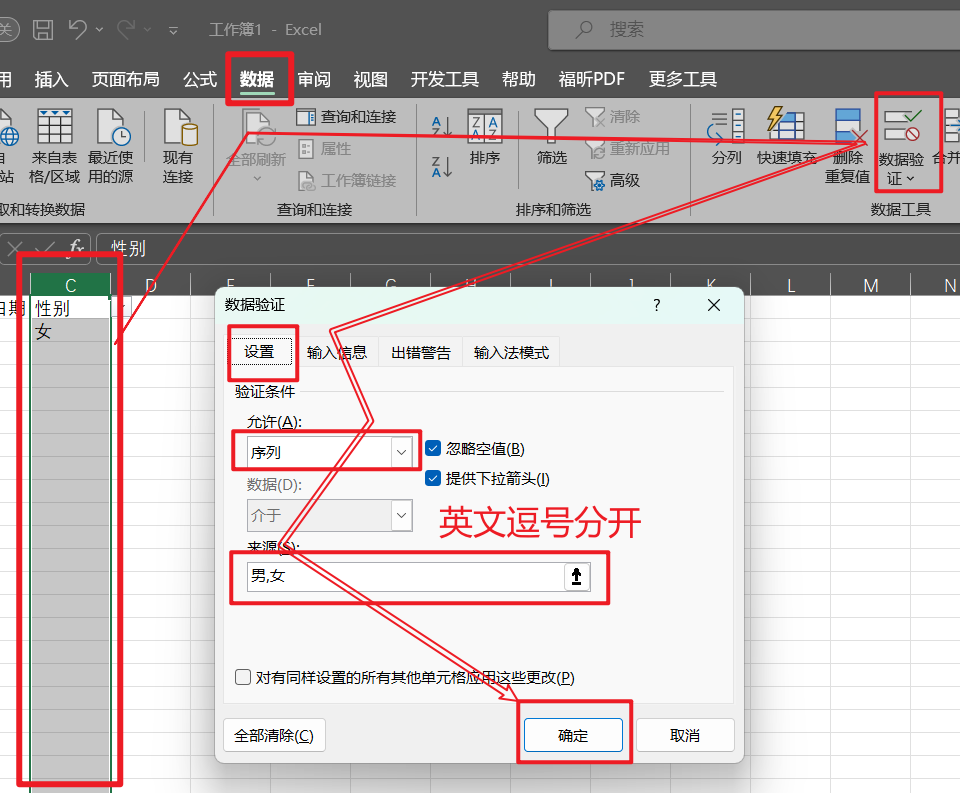 关
工作簿1 - Excel
搜索
用 插入 页面布局 公式 数据 审阅 视图 开发工具 帮助 福昕PDF 更多工具
自 来自表 最近使 现有 全部刷新 查询和连接 排序 筛选 清除 分列 快速填充 删除 数据验 合并
站 格/区域 用的源 连接 属性 重新应用 重复值 证
工作簿链接 高级
取和转换数据 查询和连接 排序和筛选 数据工具
fx 性别
C D E F G H I J K L M N
日期 性别
女
数据验证 ?
设置 输入信息 出错警告 输入法模式
验证条件
允许(A):
序列 忽略空值(B)
数据(D): 提供下拉箭头(I)
介于
英文逗号分开
来源(S):
男,女
对有同样设置的所有其他单元格应用这些更改(P)
全部清除(C) 确定 取消